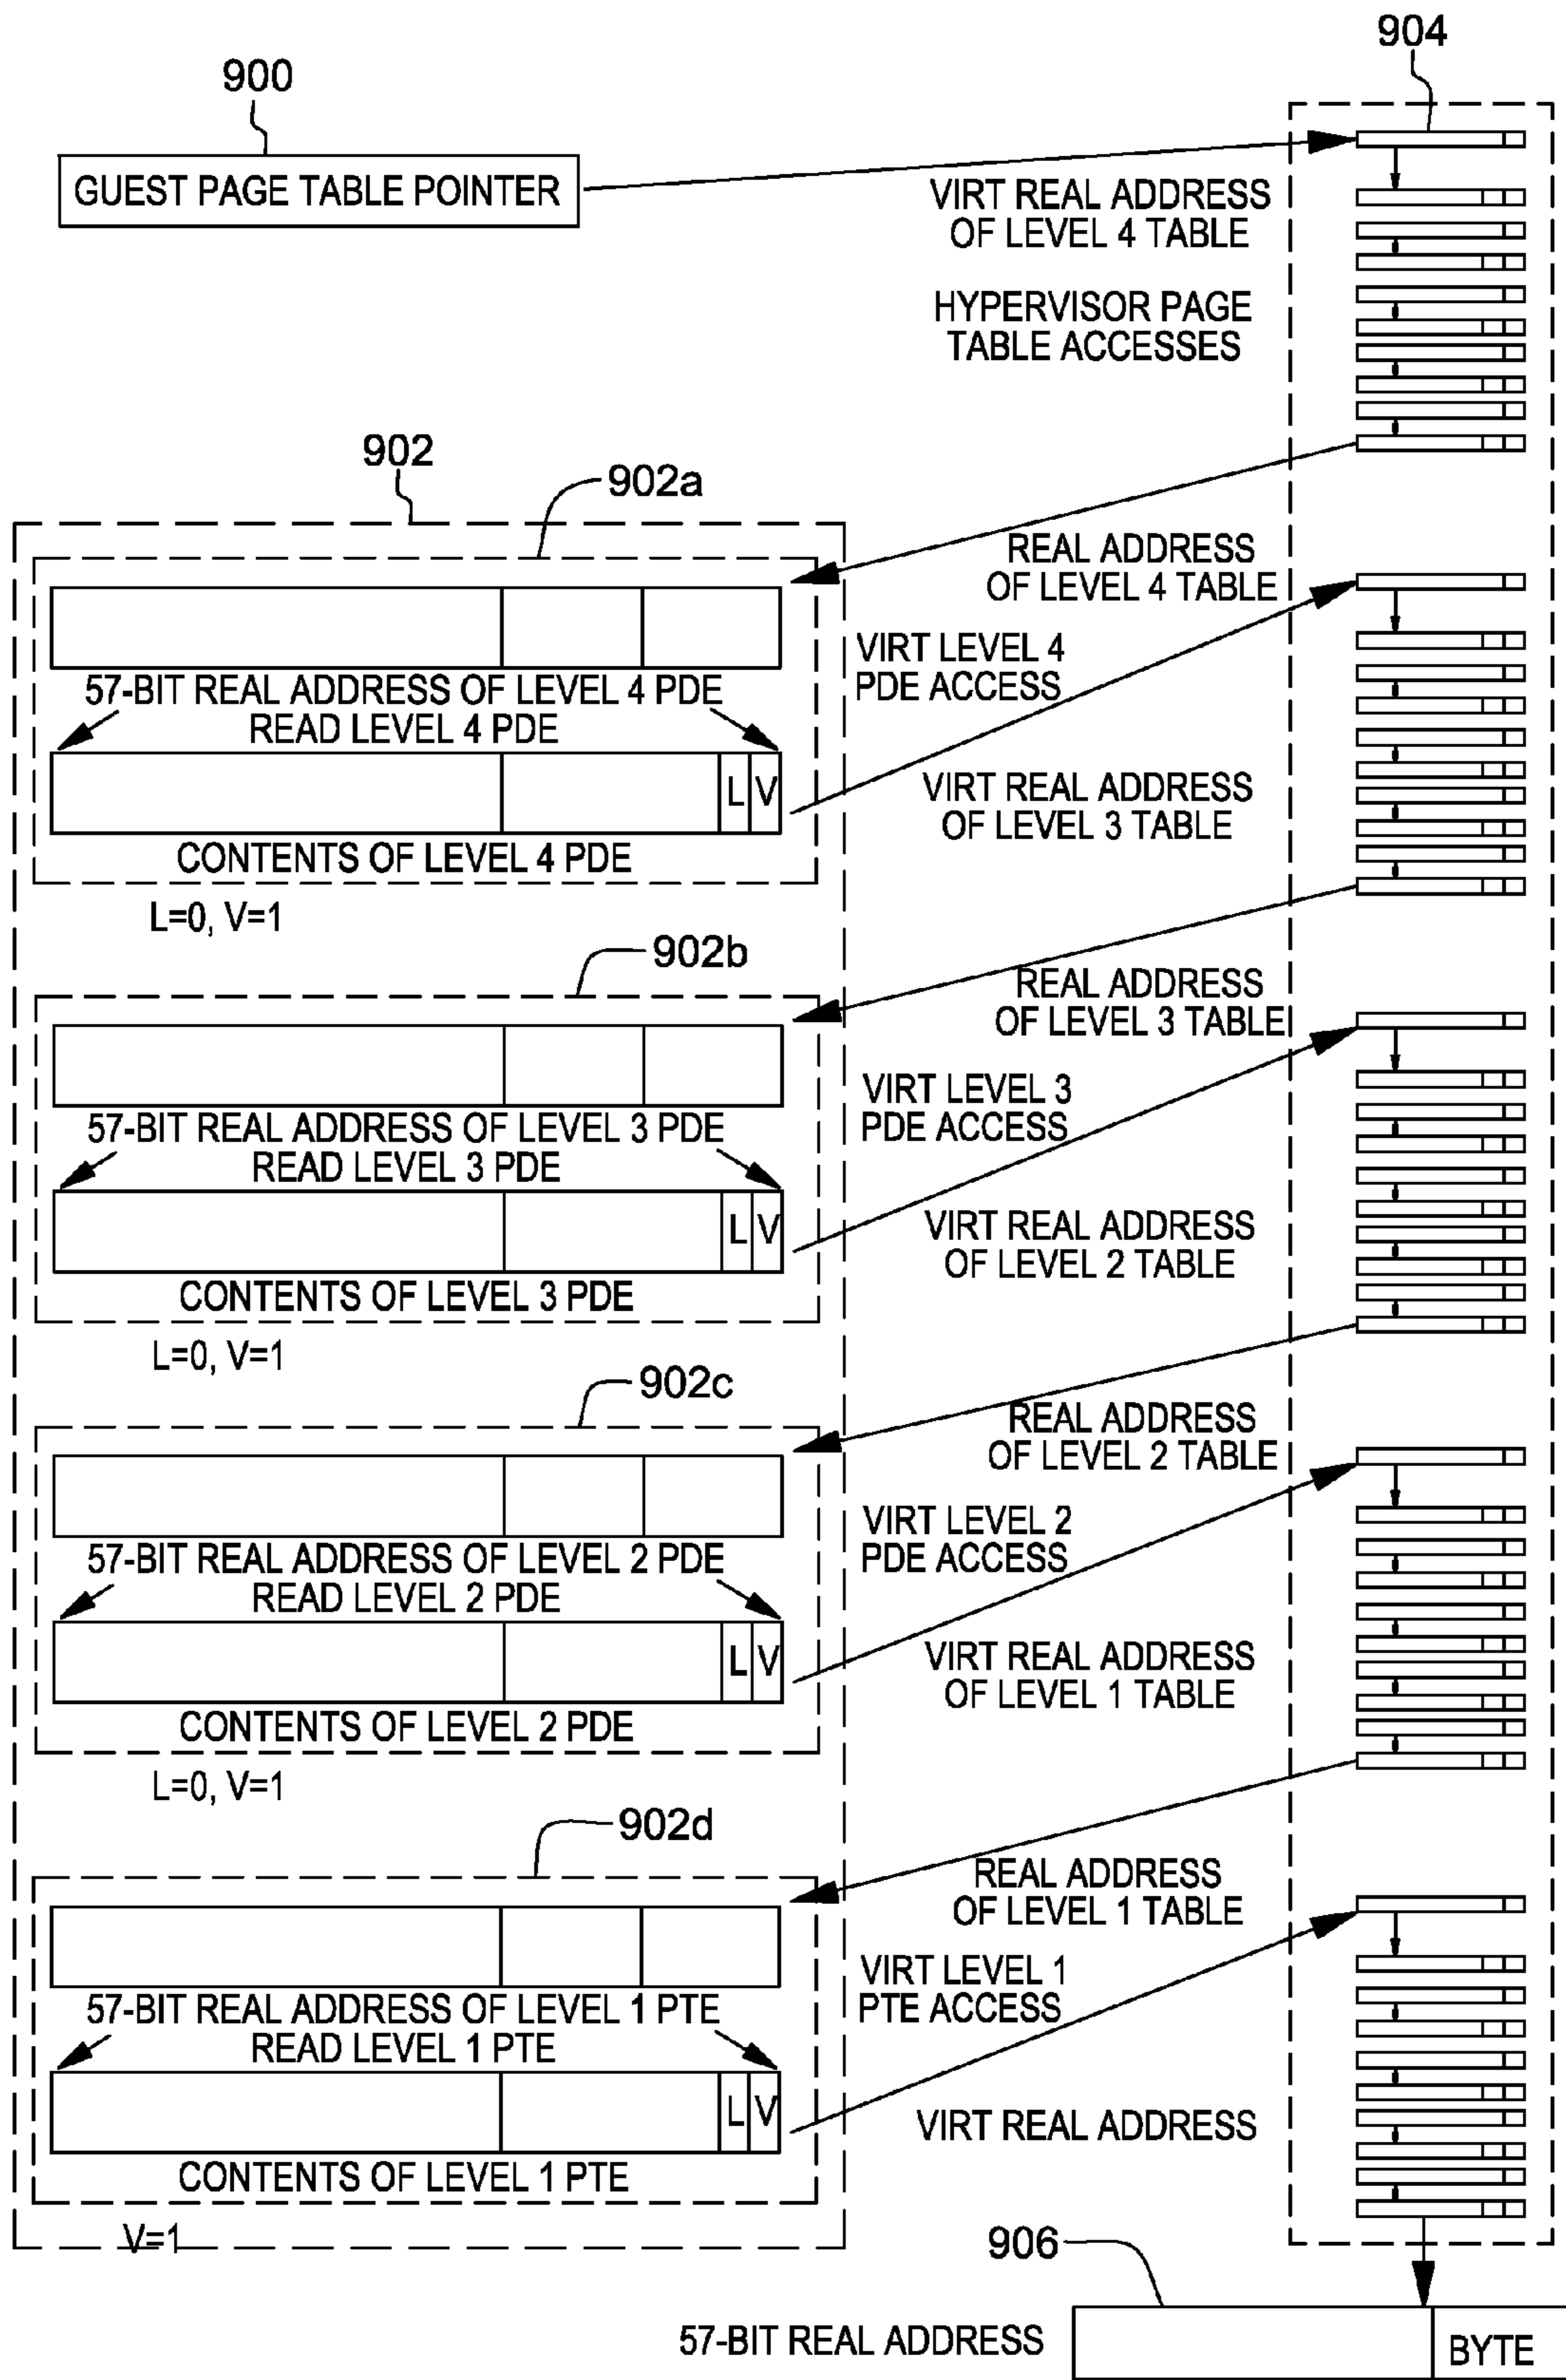 904
900
GUEST PAGE TABLE POINTER
VIRT REAL ADDRESS
OF LEVEL 4 TABLE
HYPERVISOR PAGE
TABLE ACCESSES
902
902a
REAL ADDRESS
OF LEVEL 4 TABLE
57-BIT REAL ADDRESS OF LEVEL 4 PDE
READ LEVEL 4 PDE
VIRT LEVEL 4
PDE ACCESS
L V
VIRT REAL ADDRESS
OF LEVEL 3 TABLE
CONTENTS OF LEVEL 4 PDE
L=0, V=1
902b
REAL ADDRESS
OF LEVEL 3 TABLE
57-BIT REAL ADDRESS OF LEVEL 3 PDE
READ LEVEL 3 PDE
VIRT LEVEL 3
PDE ACCESS
L V
VIRT REAL ADDRESS
OF LEVEL 2 TABLE
CONTENTS OF LEVEL 3 PDE
L=0, V=1
902c
REAL ADDRESS
OF LEVEL 2 TABLE
57-BIT REAL ADDRESS OF LEVEL 2 PDE
READ LEVEL 2 PDE
VIRT LEVEL 2
PDE ACCESS
L V
VIRT REAL ADDRESS
OF LEVEL 1 TABLE
CONTENTS OF LEVEL 2 PDE
L=0, V=1
902d
REAL ADDRESS
OF LEVEL 1 TABLE
57-BIT REAL ADDRESS OF LEVEL 1 PTE
READ LEVEL 1 PTE
VIRT LEVEL 1
PTE ACCESS
L V
VIRT REAL ADDRESS
CONTENTS OF LEVEL 1 PTE
V=1
906
57-BIT REAL ADDRESS
BYTE